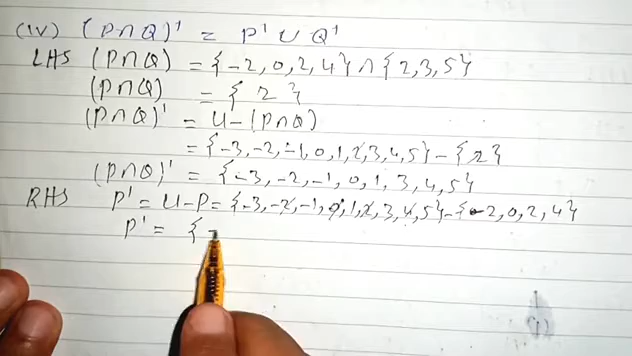 (iv) (P∩Q)' = P' ∪ Q'
LHS (P∩Q) = {-2, 0, 2, 4} ∩ {2, 3, 5}
(P∩Q) = {2}
(P∩Q)' = U-(P∩Q)
= {-3, -2, -1, 0, 1, 2, 3, 4, 5} - {2}
(P∩Q)' = {-3, -2, -1, 0, 1, 3, 4, 5}
RHS P' = U-P = {-3, -2, -1, 0, 1, 2, 3, 4, 5} - {-2, 0, 2, 4}
P' = {-